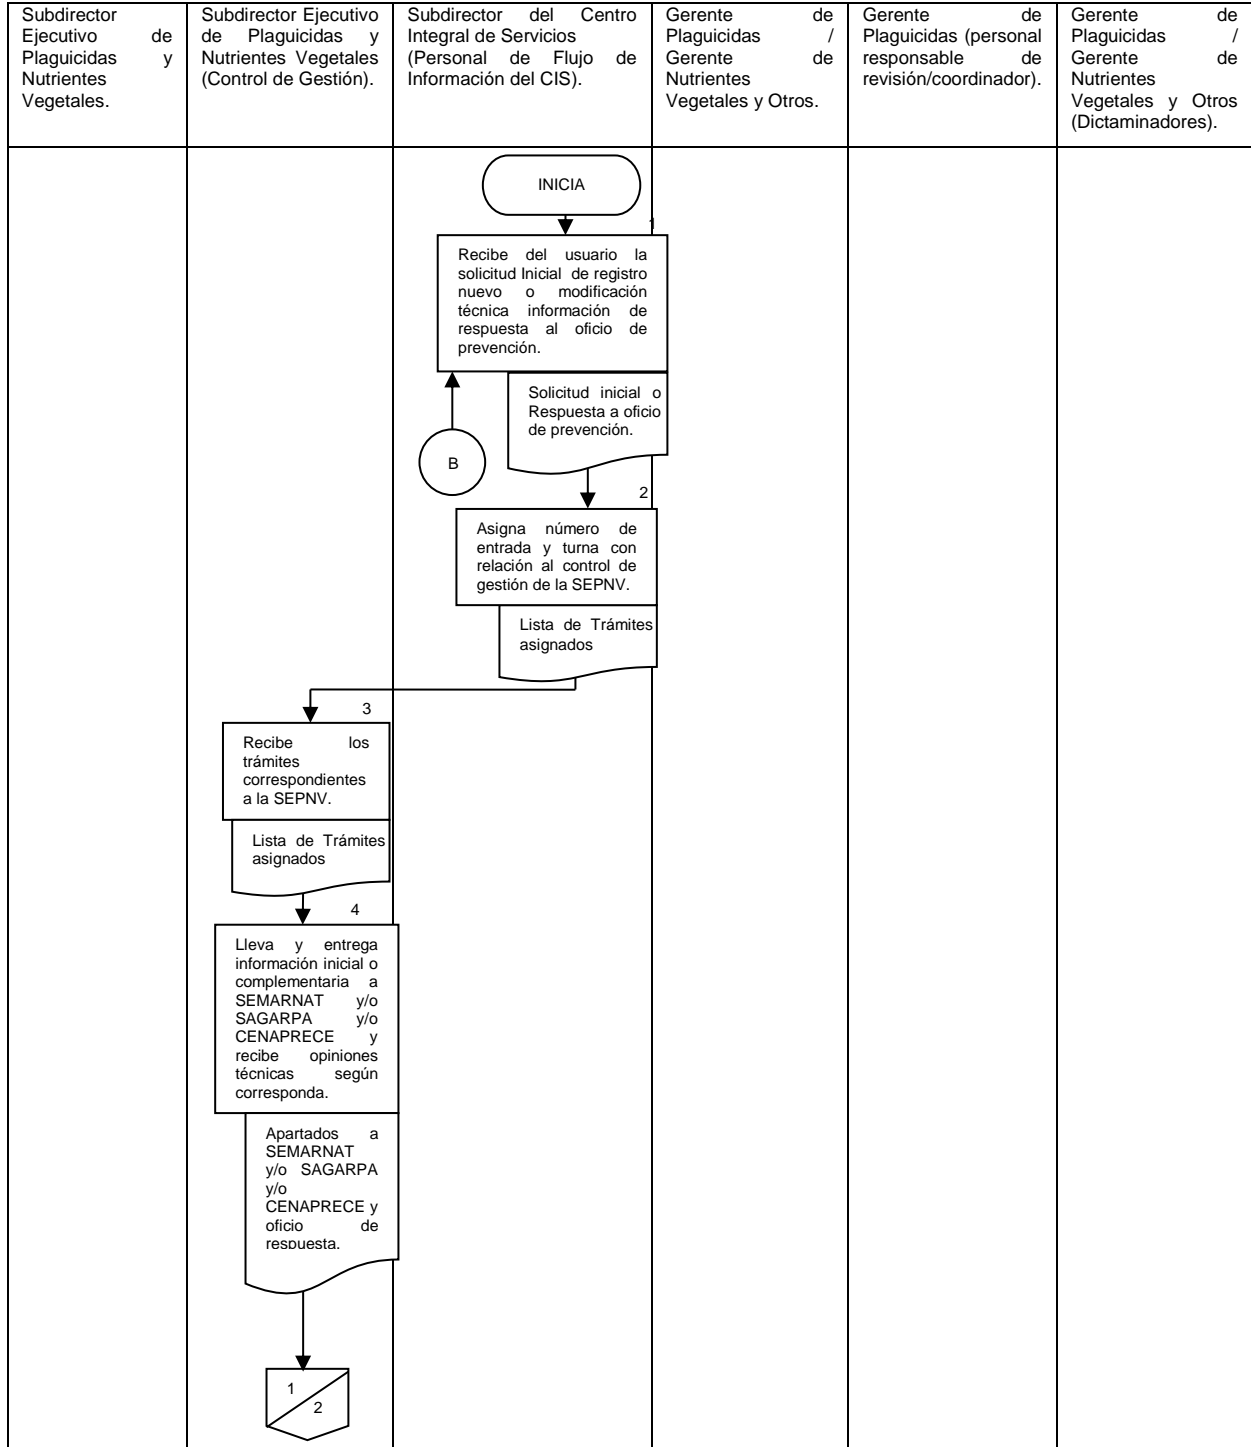 Subdirector
Ejecutivo de
Plaguicidas y
Nutrientes
Vegetales.
Subdirector Ejecutivo
de Plaguicidas y
Nutrientes Vegetales
(Control de Gestión).
Subdirector del Centro
Integral de Servicios
(Personal de Flujo de
Información del CIS).
Gerente de
Plaguicidas /
Gerente de
Nutrientes
Vegetales y Otros.
Gerente de
Plaguicidas (personal
responsable de
revisión/coordinador).
Gerente de
Plaguicidas /
Gerente de
Nutrientes
Vegetales y Otros
(Dictaminadores).
INICIA
1
Recibe del usuario la
solicitud Inicial de registro
nuevo o modificación
técnica información de
respuesta al oficio de
prevención.
Solicitud inicial o
Respuesta a oficio
de prevención.
B
2
Asigna número de
entrada y turna con
relación al control de
gestión de la SEPNV.
Lista de Trámites
asignados
3
Recibe los
trámites
correspondientes
a la SEPNV.
Lista de Trámites
asignados
4
Lleva y entrega
información inicial o
complementaria a
SEMARNAT y/o
SAGARPA y/o
CENAPRECE y
recibe opiniones
técnicas según
corresponda.
Apartados a
SEMARNAT
y/o SAGARPA
y/o
CENAPRECE y
oficio de
respuesta.
1
2